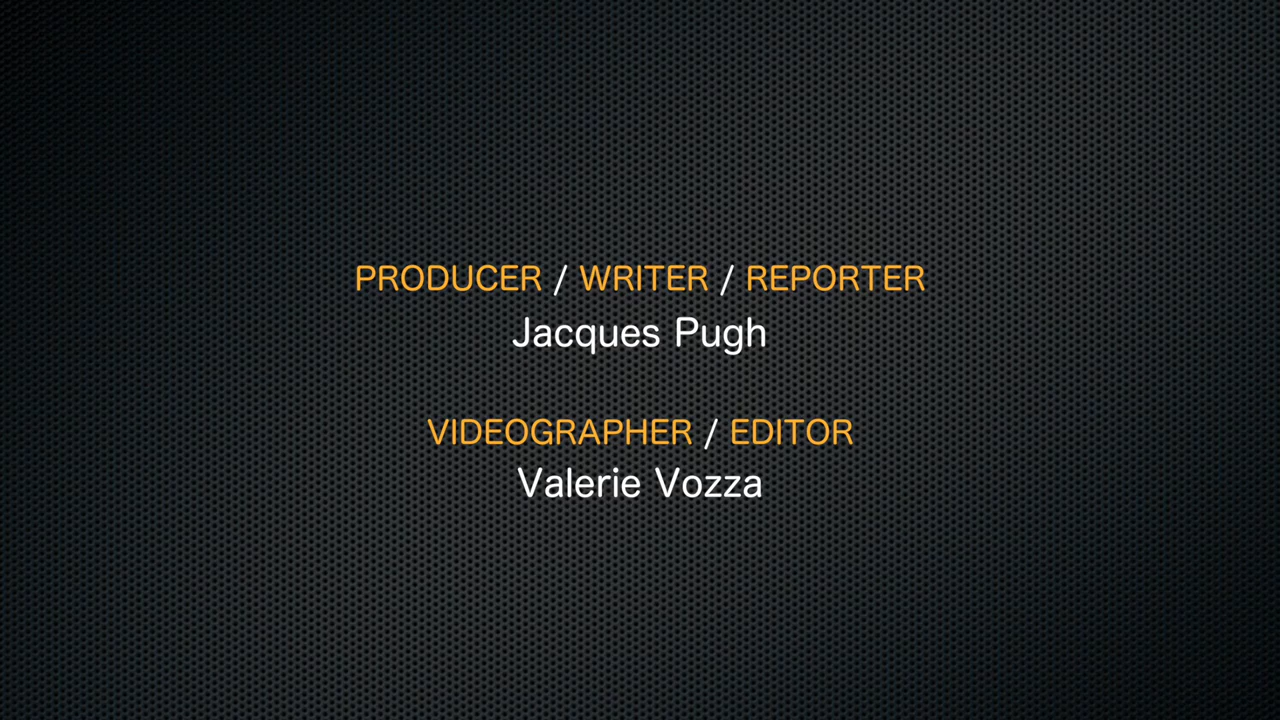 PRODUCER / WRITER / REPORTER
Jacques Pugh
VIDEOGRAPHER / EDITOR
Valerie Vozza